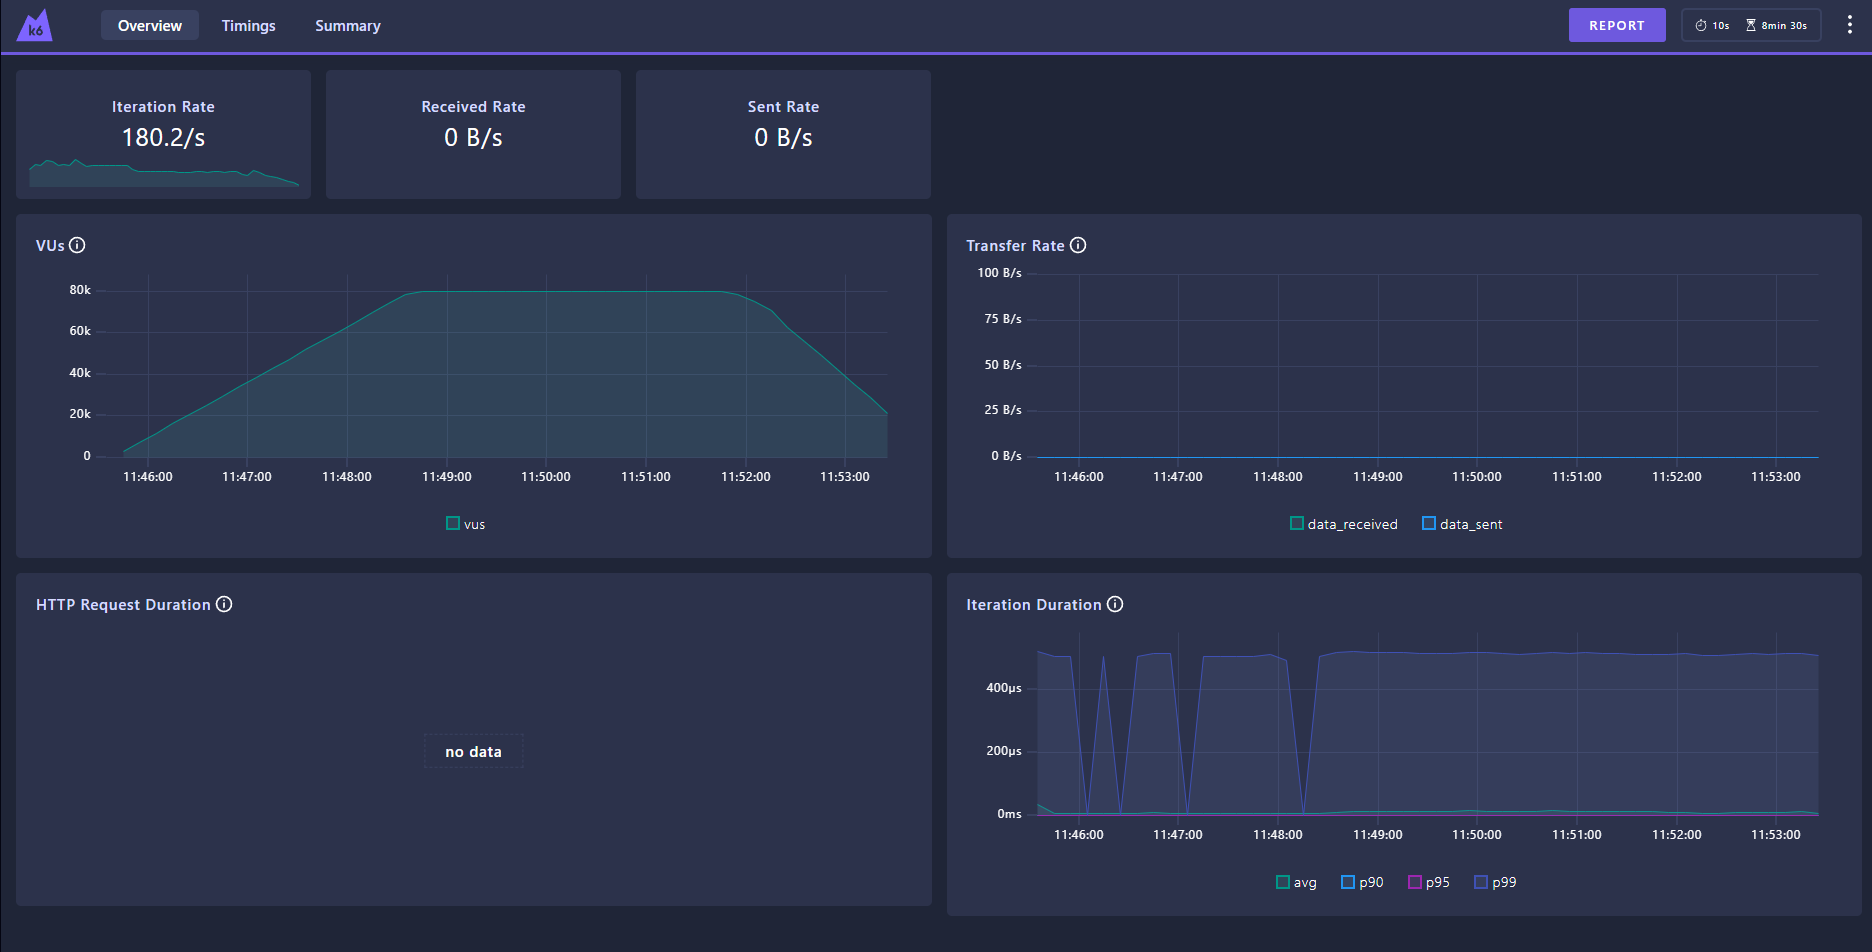 k6 Overview Timings Summary REPORT 10s 8min 30s
Iteration Rate
180.2/s
Received Rate
0 B/s
Sent Rate
0 B/s
VUs
80k
60k
40k
20k
0
11:46:00 11:47:00 11:48:00 11:49:00 11:50:00 11:51:00 11:52:00 11:53:00
vus
Transfer Rate
100 B/s
75 B/s
50 B/s
25 B/s
0 B/s
11:46:00 11:47:00 11:48:00 11:49:00 11:50:00 11:51:00 11:52:00 11:53:00
data_received data_sent
HTTP Request Duration
no data
Iteration Duration
400µs
200µs
0ms
11:46:00 11:47:00 11:48:00 11:49:00 11:50:00 11:51:00 11:52:00 11:53:00
avg p90 p95 p99